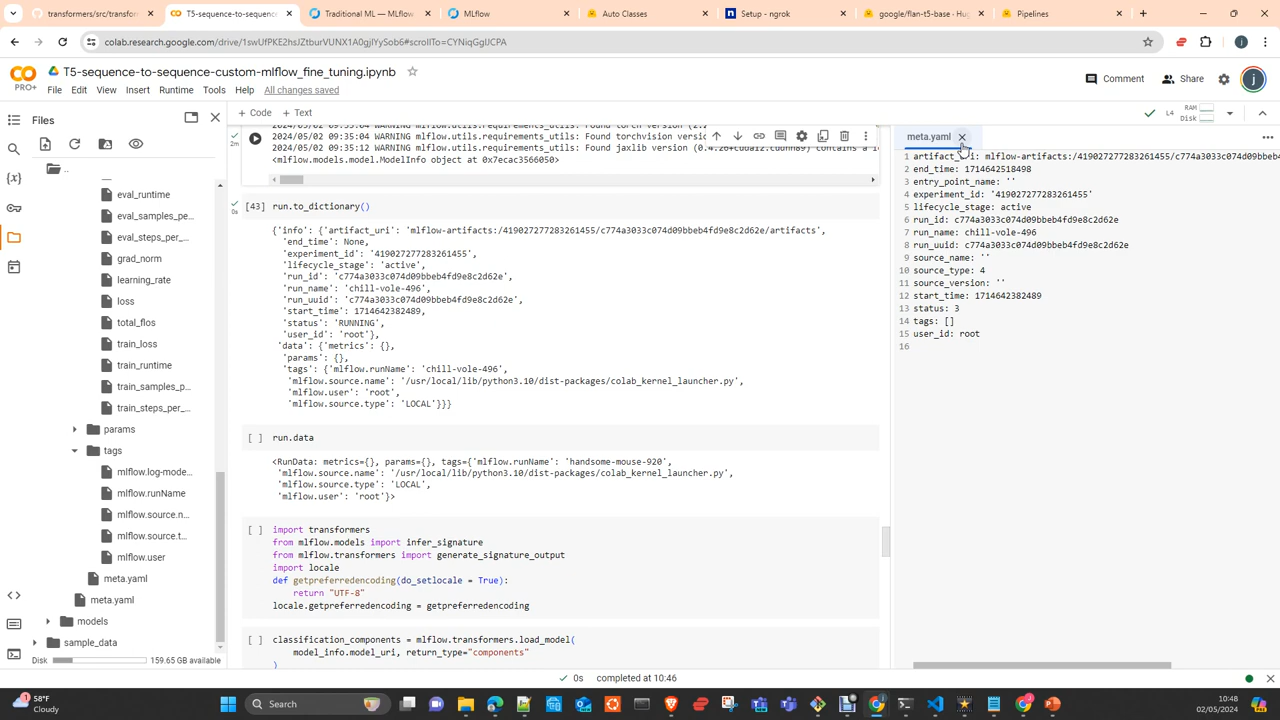 transformers/src/transform
T5-sequence-to-sequence-
Traditional ML — MLflow
MLflow
Auto Classes
Setup - ngrok
google/flan-t5-base - Hug
Pipelines
colab.research.google.com/drive/
T5-sequence-to-sequence-custom-mlflow_fine_tuning.ipynb
PRO+
File Edit View Insert Runtime Tools Help All changes saved
Comment
Share
Files
+ Code + Text
L4
RAM
Disk
..
eval_runtime
eval_samples_pe...
eval_steps_per_...
grad_norm
learning_rate
loss
total_flos
train_loss
train_runtime
train_samples_p...
train_steps_per_...
params
tags
mlflow.log-mode...
mlflow.runName
mlflow.source.n...
mlflow.source.t...
mlflow.user
meta.yaml
meta.yaml
models
sample_data
Disk
159.65 GB available
2m
2024/05/02 09:35:04 WARNING mlflow.utils.requirements_utils: Found torchvision versi
2024/05/02 09:35:12 WARNING mlflow.utils.requirements_utils: Found jaxlib version
<mlflow.models.model.ModelInfo object at 0x7ecac3566050>
[43] run.to_dictionary()
0s
{'info': {'artifact_uri': 'mlflow-artifacts:/419027277283261455/c774a3033c074d09bbeb4fd9e8c2d62e/artifacts',
'end_time': None,
'experiment_id': '419027277283261455',
'lifecycle_stage': 'active',
'run_id': 'c774a3033c074d09bbeb4fd9e8c2d62e',
'run_name': 'chill-vole-496',
'run_uuid': 'c774a3033c074d09bbeb4fd9e8c2d62e',
'start_time': 1714642382489,
'status': 'RUNNING',
'user_id': 'root'},
'data': {'metrics': {},
'params': {},
'tags': {'mlflow.runName': 'chill-vole-496',
'mlflow.source.name': '/usr/local/lib/python3.10/dist-packages/colab_kernel_launcher.py',
'mlflow.user': 'root',
'mlflow.source.type': 'LOCAL'}}}
[ ] run.data
<RunData: metrics={}, params={}, tags={'mlflow.runName': 'handsome-mouse-920',
'mlflow.source.name': '/usr/local/lib/python3.10/dist-packages/colab_kernel_launcher.py',
'mlflow.source.type': 'LOCAL',
'mlflow.user': 'root'}>
[ ] import transformers
from mlflow.models import infer_signature
from mlflow.transformers import generate_signature_output
import locale
def getpreferredencoding(do_setlocale = True):
return "UTF-8"
locale.getpreferredencoding = getpreferredencoding
[ ] classification_components = mlflow.transformers.load_model(
model_info.model_uri, return_type="components"
)
meta.yaml
1 artifact_uri: mlflow-artifacts:/419027277283261455/c774a3033c074d09bbeb4fd9e8
2 end_time: 1714642518498
3 entry_point_name: ''
4 experiment_id: '419027277283261455'
5 lifecycle_stage: active
6 run_id: c774a3033c074d09bbeb4fd9e8c2d62e
7 run_name: chill-vole-496
8 run_uuid: c774a3033c074d09bbeb4fd9e8c2d62e
9 source_name: ''
10 source_type: 4
11 source_version: ''
12 start_time: 1714642382489
13 status: 3
14 tags: []
15 user_id: root
16
0s completed at 10:46
58°F
Cloudy
Search
10:48
02/05/2024